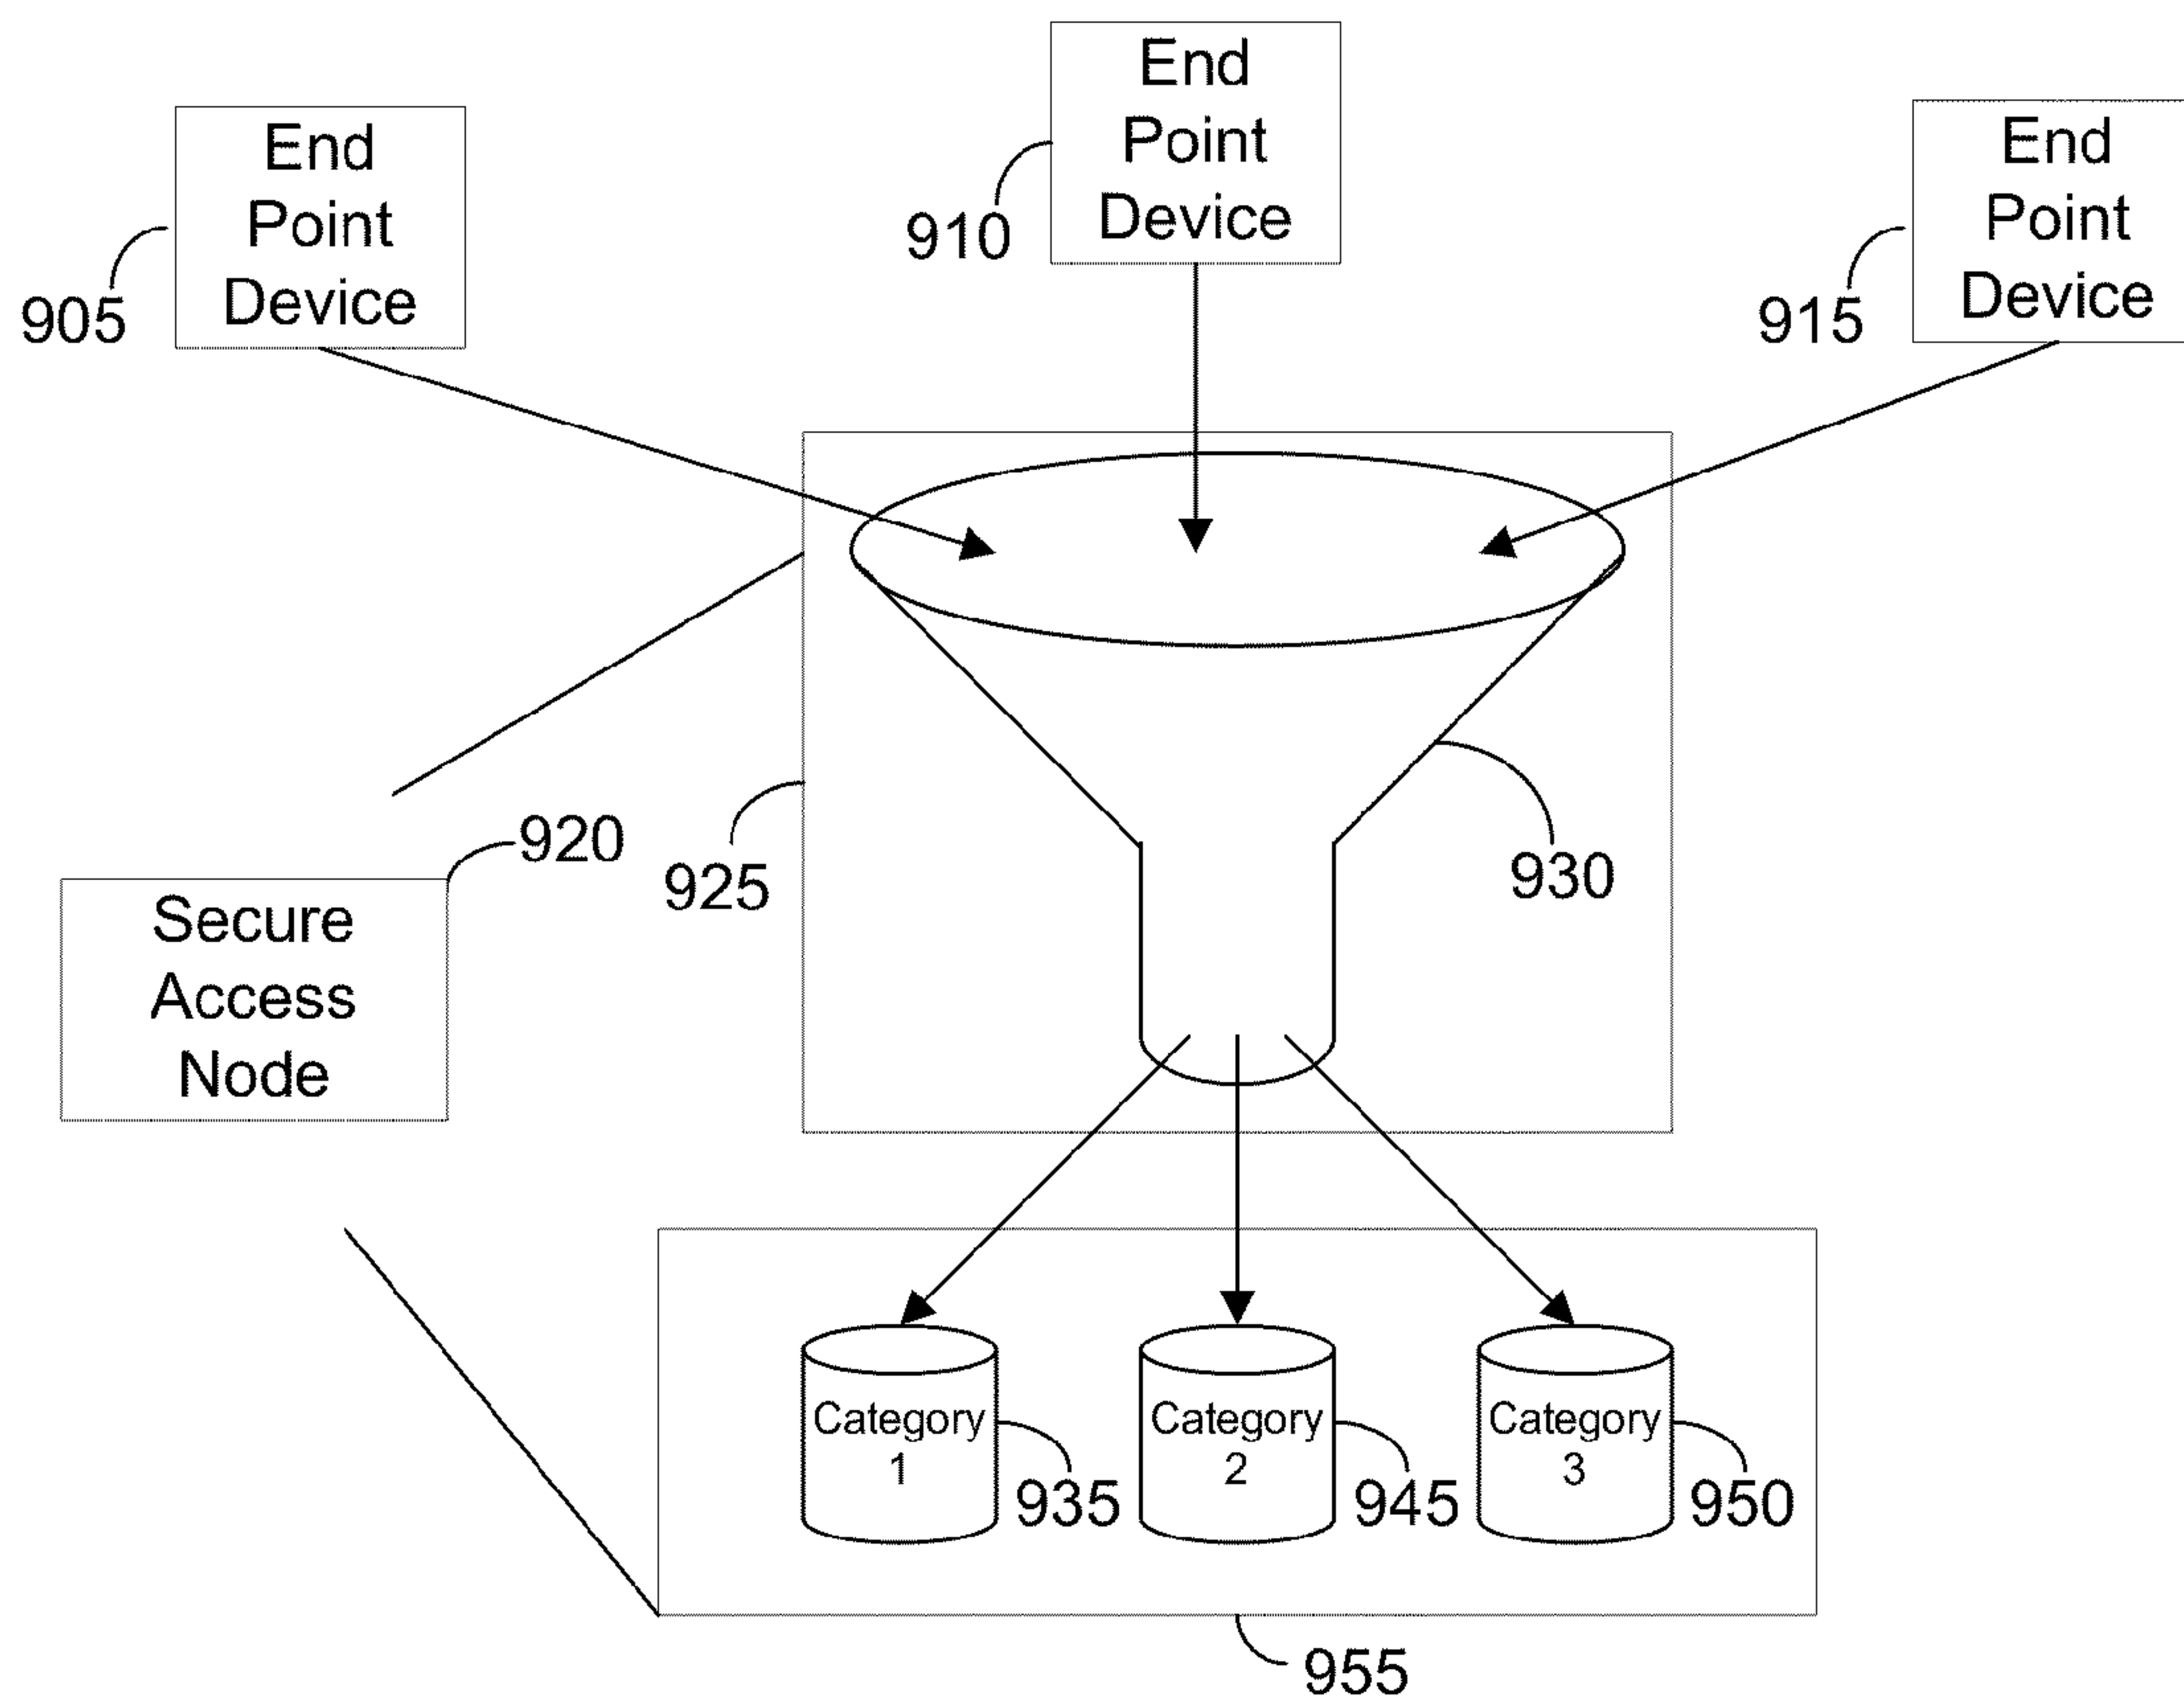 End
Point
Device
910
End
Point
Device
905
End
Point
Device
915
920
Secure
Access
Node
925
930
Category
1
935
Category
2
945
Category
3
950
955